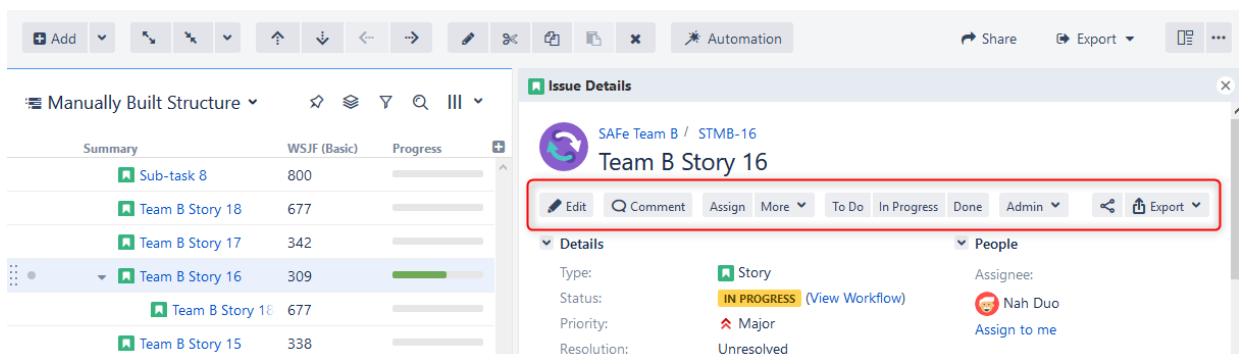 Add
Automation
Share
Export
Manually Built Structure
Summary WSJF (Basic) Progress
Sub-task 8 800
Team B Story 18 677
Team B Story 17 342
Team B Story 16 309
Team B Story 18 677
Team B Story 15 338
Issue Details
SAFe Team B / STMB-16
Team B Story 16
Edit Comment Assign More To Do In Progress Done Admin Export
Details
Type: Story
Status: IN PROGRESS (View Workflow)
Priority: Major
Resolution: Unresolved
People
Assignee:
Nah Duo
Assign to me